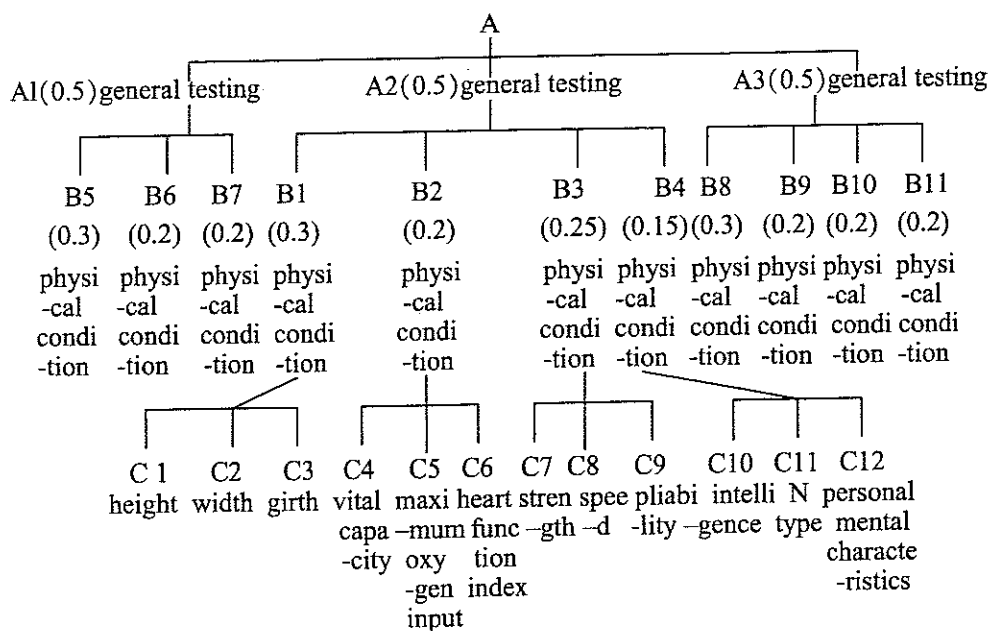 A
A1(0.5)general testing A2(0.5)general testing A3(0.5)general testing
B5 B6 B7 B1 B2 B3 B4 B8 B9 B10 B11
(0.3) (0.2) (0.2) (0.3) (0.2) (0.25) (0.15) (0.3) (0.2) (0.2) (0.2)
physi physi physi physi physi physi physi physi physi physi physi
-cal -cal -cal -cal -cal -cal -cal -cal -cal -cal -cal
condi condi condi condi condi condi condi condi condi condi condi
-tion -tion -tion -tion -tion -tion -tion -tion -tion -tion -tion
C 1 C2 C3 C4 C5 C6 C7 C8 C9 C10 C11 C12
height width girth vital maxi heart stren spee pliabi intelli N personal
capa –mum func –gth –d -lity –gence type mental
-city oxy tion characte
-gen index -ristics
input